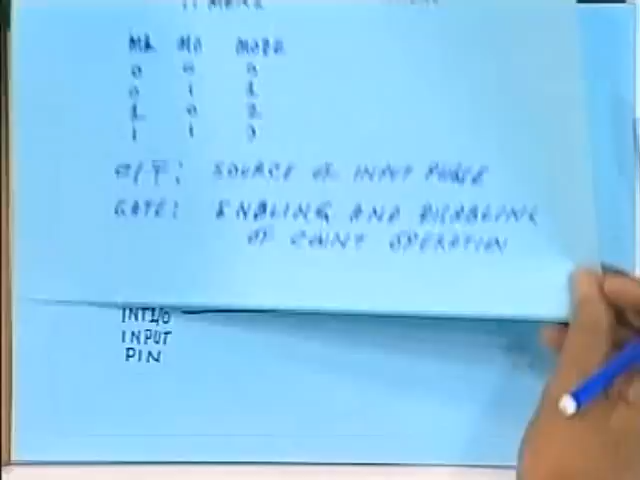 M1 M0 MODE
0 0 0
0 1 1
1 0 2
1 1 3
C/T̅: SOURCE OF INPUT PULSE
GATE: ENABLING AND DISABLING
OF COUNT OPERATION
INT1/0
INPUT
PIN